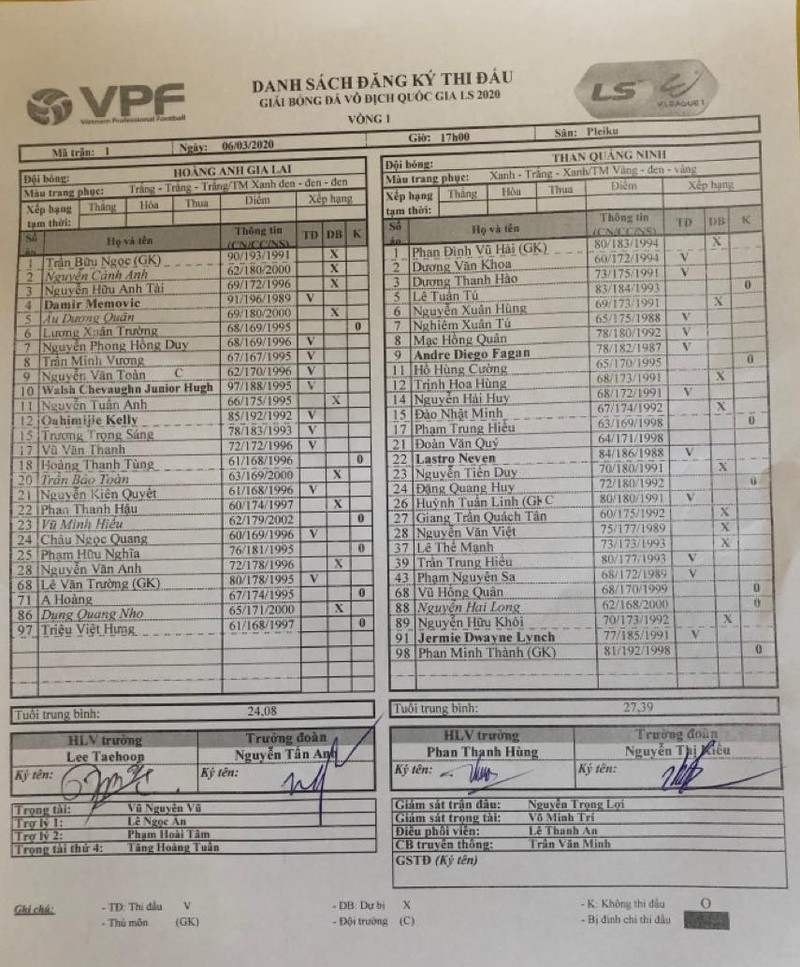 VPF
Vietnam Professional Football
DANH SÁCH ĐĂNG KÝ THI ĐẤU
GIẢI BÓNG ĐÁ VÔ ĐỊCH QUỐC GIA LS 2020
VÒNG 1
LS
V.LEAGUE 1
Mã trận: 1 Ngày: 06/03/2020 Giờ: 17h00 Sân: Pleiku
Đội bóng: HOÀNG ANH GIA LAI
Màu trang phục: Trắng - Trắng - Trắng/TM Xanh đen - đen - đen
Xếp hạng tạm thời: Thắng Hòa Thua Điểm Xếp hạng
Số áo Họ và tên Thông tin (CN/CC/NS) TĐ DB K
1 Trần Bữu Ngọc (GK) 90/193/1991 X
2 Nguyễn Cảnh Anh 62/180/2000 X
3 Nguyễn Hữu Anh Tài 69/172/1996 X
4 Damir Memovic 91/196/1989 V
5 Âu Dương Quân 69/180/2000 X
6 Lương Xuân Trường 68/169/1995 0
7 Nguyễn Phong Hồng Duy 68/169/1996 V
8 Trần Minh Vương 67/167/1995 V
9 Nguyễn Văn Toàn C 62/170/1996 V
10 Walsh Chevaughn Junior Hugh 97/188/1995 V
11 Nguyễn Tuấn Anh 66/175/1995 X
12 Oahimijie Kelly 85/192/1992 V
15 Trương Trọng Sáng 78/183/1993 V
17 Vũ Văn Thanh 72/172/1996 V
18 Hoàng Thanh Tùng 61/168/1996 0
20 Trần Bảo Toàn 63/169/2000 X
21 Nguyễn Kiên Quyết 61/168/1996 V
22 Phan Thanh Hậu 60/174/1997 X
23 Vũ Minh Hiếu 62/179/2002 0
24 Châu Ngọc Quang 60/169/1996 V
25 Phạm Hữu Nghĩa 76/181/1995 0
28 Nguyễn Văn Anh 72/178/1996 X
68 Lê Văn Trường (GK) 80/178/1995 V
71 A Hoàng 67/174/1995 0
86 Dụng Quang Nho 65/171/2000 X
97 Triệu Việt Hưng 61/168/1997 0
Tuổi trung bình: 24,08
HLV trưởng Trưởng đoàn
Lee Taehoon Nguyễn Tấn Anh
Ký tên: Ký tên:
Trọng tài: Vũ Nguyên Vũ
Trợ lý 1: Lê Ngọc Ân
Trợ lý 2: Phạm Hoài Tâm
Trọng tài thứ 4: Tăng Hoàng Tuấn
Đội bóng: THAN QUẢNG NINH
Màu trang phục: Xanh - Trắng - Xanh/TM Vàng - đen - vàng
Xếp hạng tạm thời: Thắng Hòa Thua Điểm Xếp hạng
Số áo Họ và tên Thông tin (CN/CC/NS) TĐ DB K
1 Phan Đình Vũ Hải (GK) 80/183/1994 X
2 Dương Văn Khoa 60/172/1994 V
3 Dương Thanh Hào 73/175/1991 V
5 Lê Tuấn Tú 83/184/1993 0
6 Nguyễn Xuân Hùng 69/173/1991 X
7 Nghiêm Xuân Tú 65/175/1988 V
8 Mạc Hồng Quân 78/180/1992 V
9 Andre Diego Fagan 78/182/1987 V
11 Hồ Hùng Cường 65/170/1995 0
12 Trịnh Hoa Hùng 68/173/1991 X
14 Nguyễn Hải Huy 68/172/1991 V
15 Đào Nhật Minh 67/174/1992 X
17 Phạm Trung Hiếu 63/169/1998 0
21 Đoàn Văn Quý 64/171/1998
22 Lastro Neven 84/186/1988 V
23 Nguyễn Tiến Duy 70/180/1991 X
24 Đặng Quang Huy 72/180/1992 0
26 Huỳnh Tuấn Linh (GK C 80/180/1991 V
27 Giang Trần Quách Tân 60/175/1992 X
28 Nguyễn Văn Việt 75/177/1989 X
37 Lê Thế Mạnh 73/173/1993 X
39 Trần Trung Hiếu 80/177/1993 V
43 Phạm Nguyên Sa 68/172/1989 V
68 Vũ Hồng Quân 68/170/1999 0
88 Nguyễn Hai Long 62/168/2000 0
89 Nguyễn Hữu Khôi 70/173/1992 X
91 Jermie Dwayne Lynch 77/185/1991 V
98 Phan Minh Thành (GK) 81/192/1998 0
Tuổi trung bình: 27,39
HLV trưởng Trưởng đoàn
Phan Thanh Hùng Nguyễn Thị Kiều
Ký tên: Ký tên:
Giám sát trận đấu: Nguyễn Trọng Lợi
Giám sát trọng tài: Võ Minh Trí
Điều phối viên: Lê Thanh An
CB truyền thông: Trần Văn Minh
GSTĐ (Ký tên)
Ghi chú: - TĐ: Thi đấu V - DB: Dự bị X - K: Không thi đấu O
- Thủ môn (GK) - Đội trưởng (C) - Bị đình chỉ thi đấu